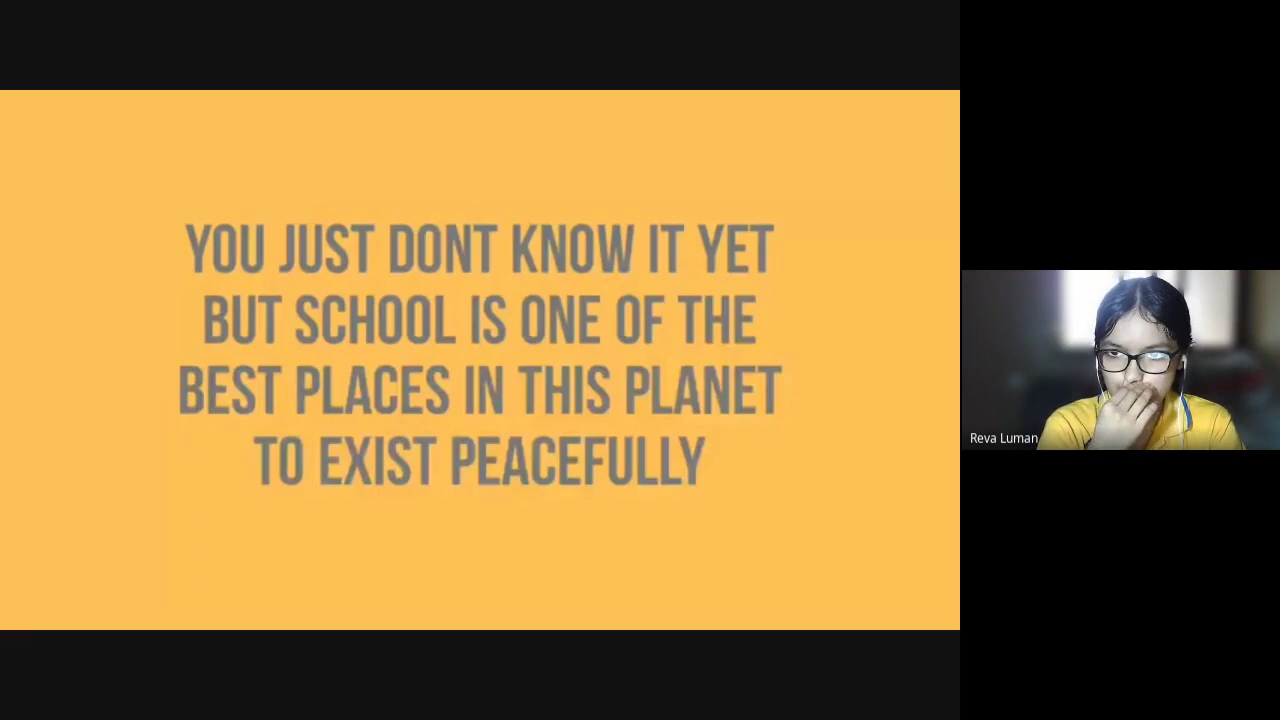 YOU JUST DONT KNOW IT YET
BUT SCHOOL IS ONE OF THE
BEST PLACES IN THIS PLANET
TO EXIST PEACEFULLY
Reva Luman